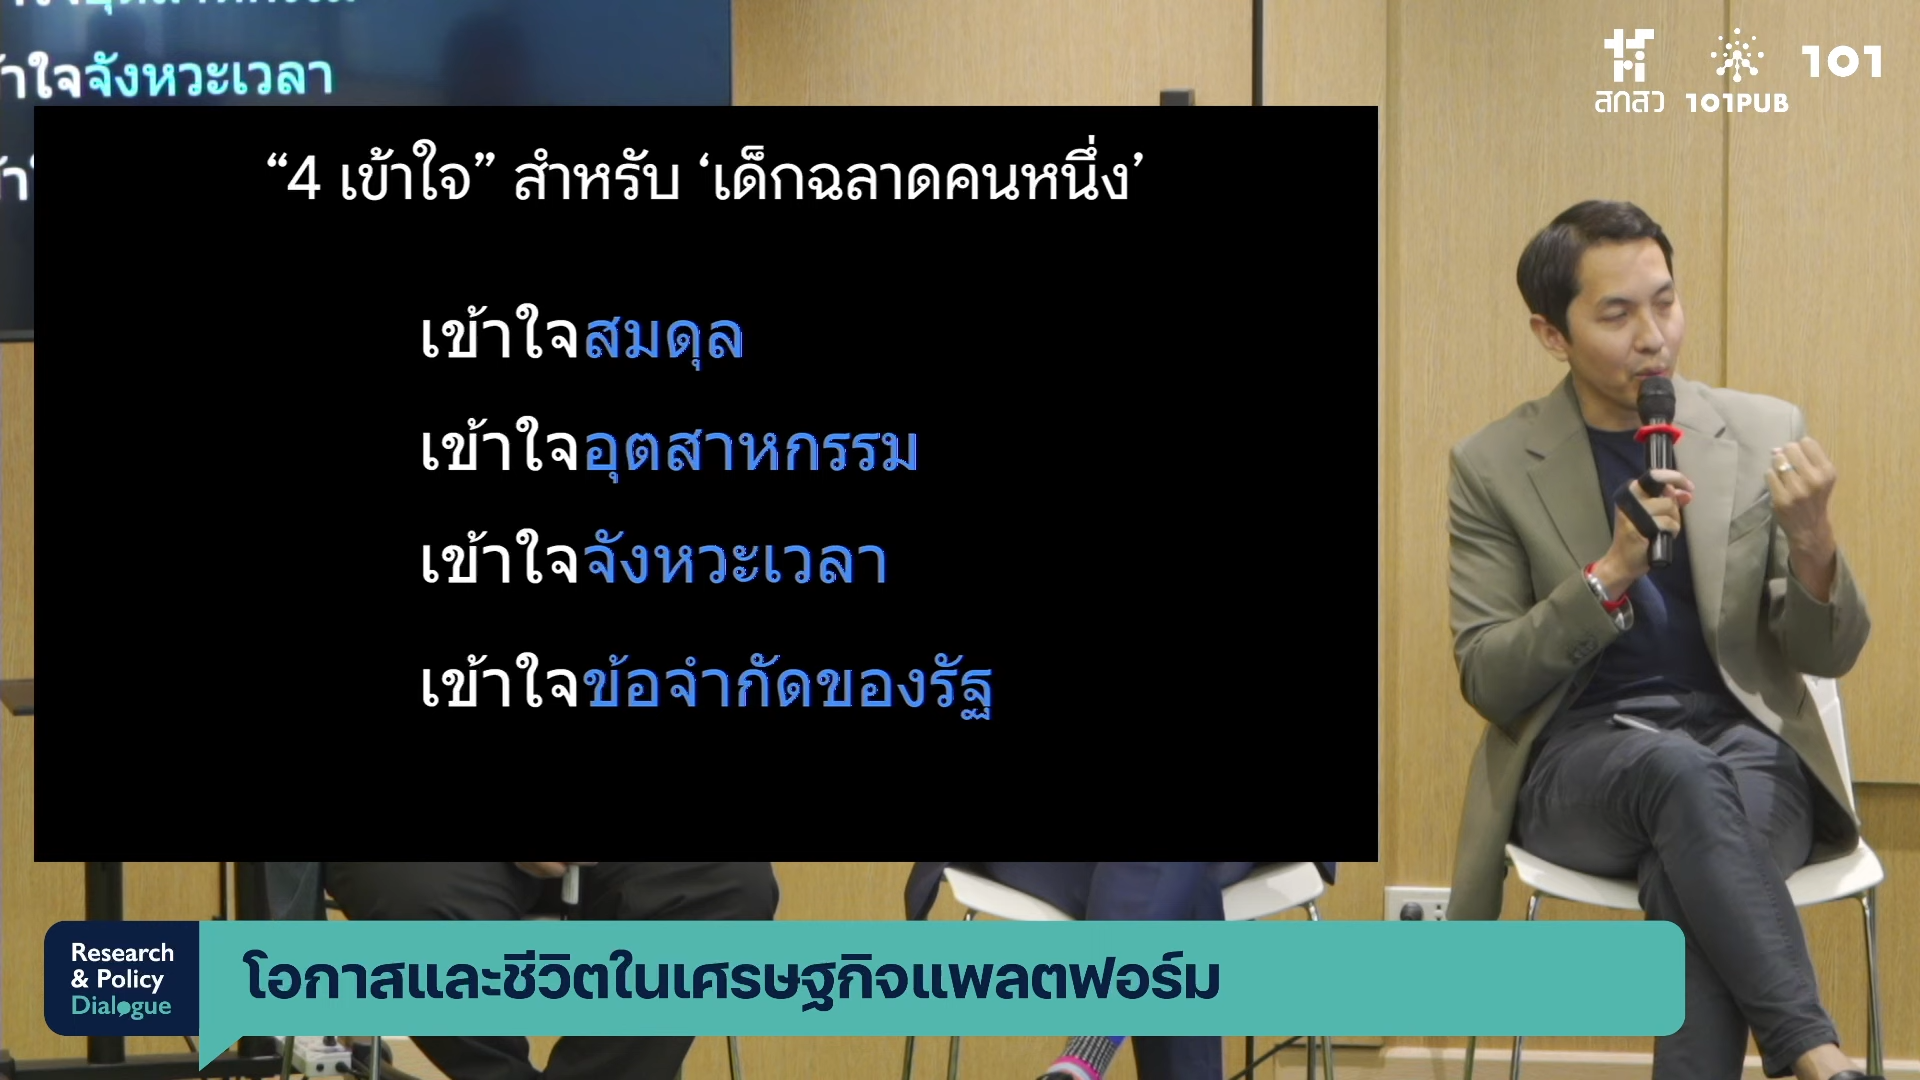 จังหวะเวลา
สกสว
101PUB
101
“4 เข้าใจ” สำหรับ ‘เด็กฉลาดคนหนึ่ง’
เข้าใจสมดุล
เข้าใจอุตสาหกรรม
เข้าใจจังหวะเวลา
เข้าใจข้อจำกัดของรัฐ
Research
& Policy
Dialogue
โอกาสและชีวิตในเศรษฐกิจแพลตฟอร์ม